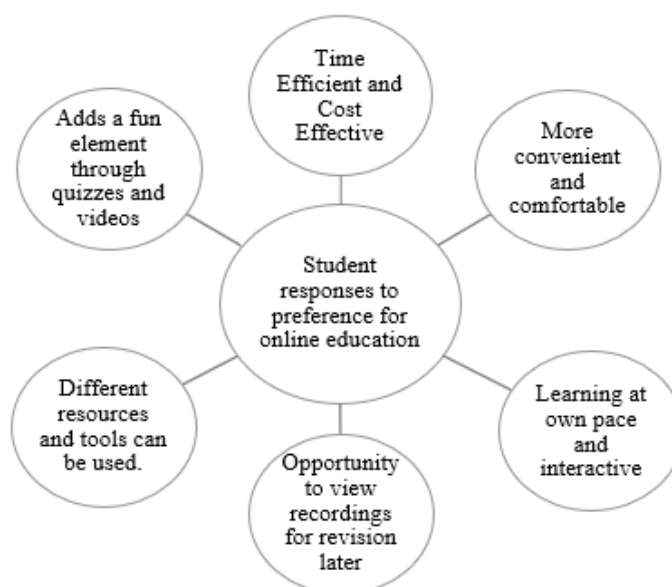 Time
Efficient and
Cost
Effective
More
convenient
and
comfortable
Learning at
own pace
and
interactive
Opportunity
to view
recordings
for revision
later
Different
resources
and tools can
be used.
Adds a fun
element
through
quizzes and
videos
Student
responses to
preference for
online education